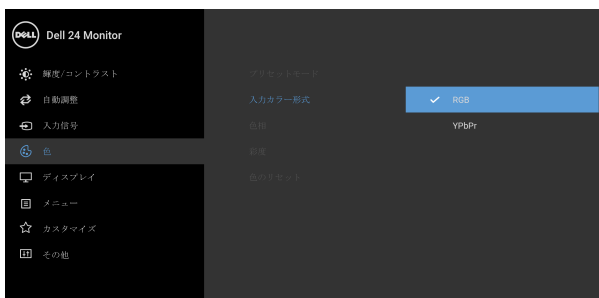 DELL
Dell 24 Monitor
輝度/コントラスト
自動調整
入力信号
色
ディスプレイ
メニュー
カスタマイズ
その他
プリセットモード
入力カラー形式
色相
彩度
色のリセット
RGB
YPbPr